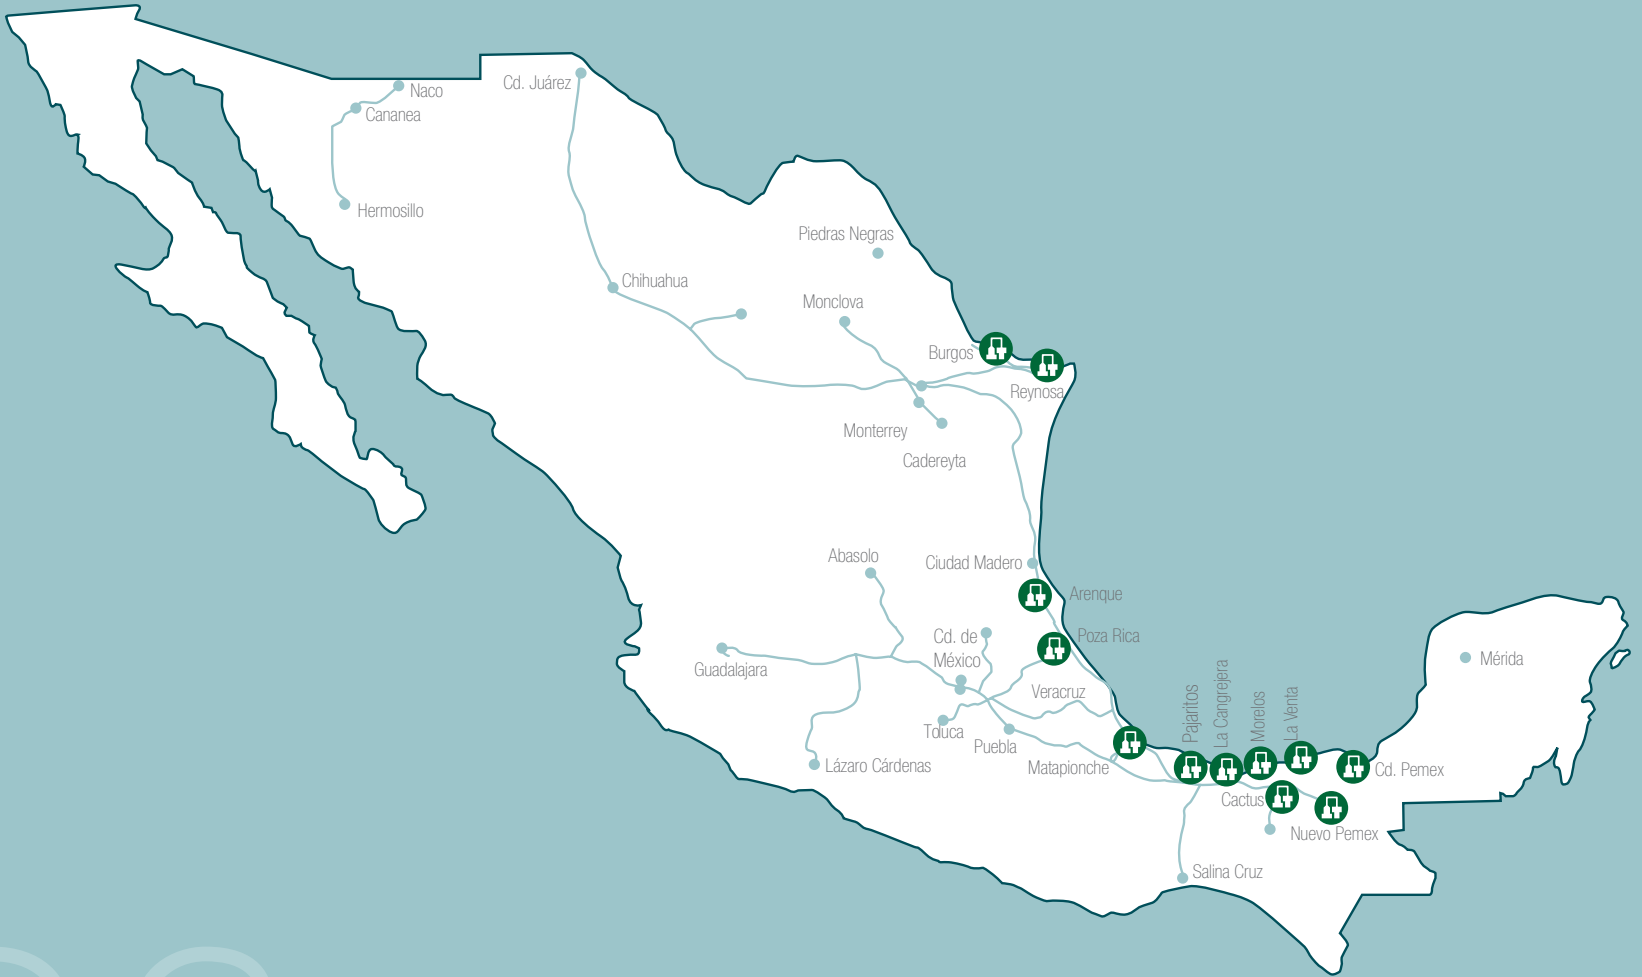 Naco
Cd. Juárez
Cananea
Hermosillo
Piedras Negras
Chihuahua
Monclova
Burgos
Reynosa
Monterrey
Cadereyta
Abasolo
Ciudad Madero
Arenque
Cd. de
México
Poza Rica
Guadalajara
Mérida
Veracruz
Pajaritos
La Cangrejera
Morelos
La Venta
Toluca
Puebla
Matapionche
Lázaro Cárdenas
Cd. Pemex
Cactus
Nuevo Pemex
Salina Cruz